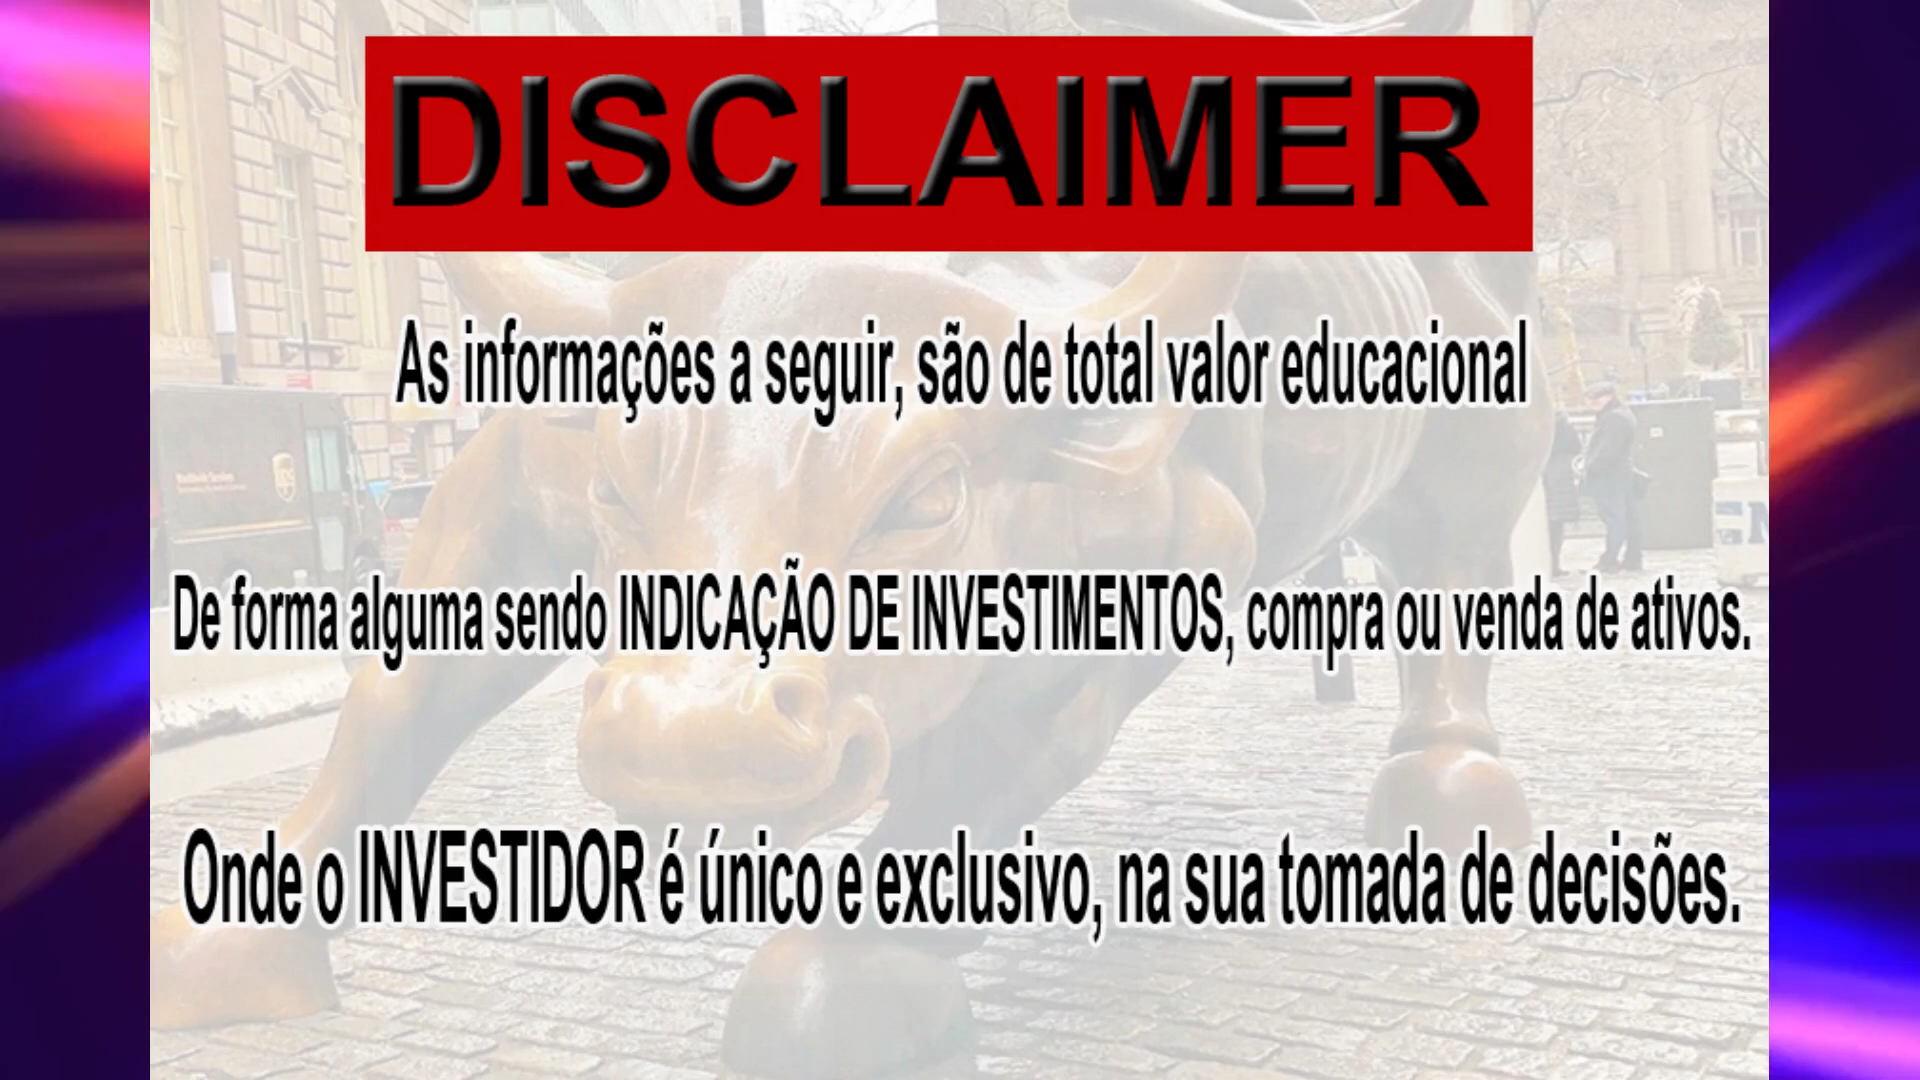 DISCLAIMER
As informações a seguir, são de total valor educacional
De forma alguma sendo INDICAÇÃO DE INVESTIMENTOS, compra ou venda de ativos.
Onde o INVESTIDOR é único e exclusivo, na sua tomada de decisões.